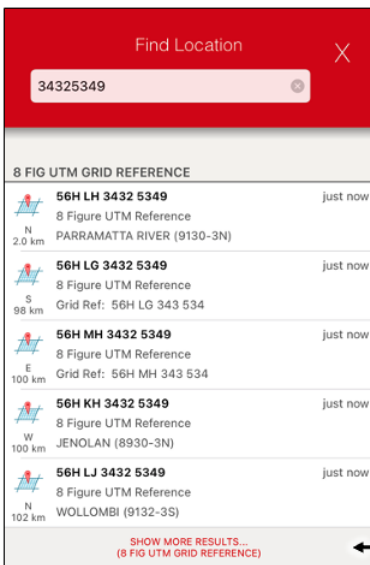 Find Location
X
34325349
8 FIG UTM GRID REFERENCE
56H LH 3432 5349 just now
8 Figure UTM Reference
N
PARRAMATTA RIVER (9130-3N)
2.0 km
56H LG 3432 5349 just now
8 Figure UTM Reference
S
Grid Ref: 56H LG 343 534
98 km
56H MH 3432 5349 just now
8 Figure UTM Reference
E
Grid Ref: 56H MH 343 534
100 km
56H KH 3432 5349 just now
8 Figure UTM Reference
W
JENOLAN (8930-3N)
100 km
56H LJ 3432 5349 just now
8 Figure UTM Reference
N
WOLLOMBI (9132-3S)
102 km
SHOW MORE RESULTS...
(8 FIG UTM GRID REFERENCE)